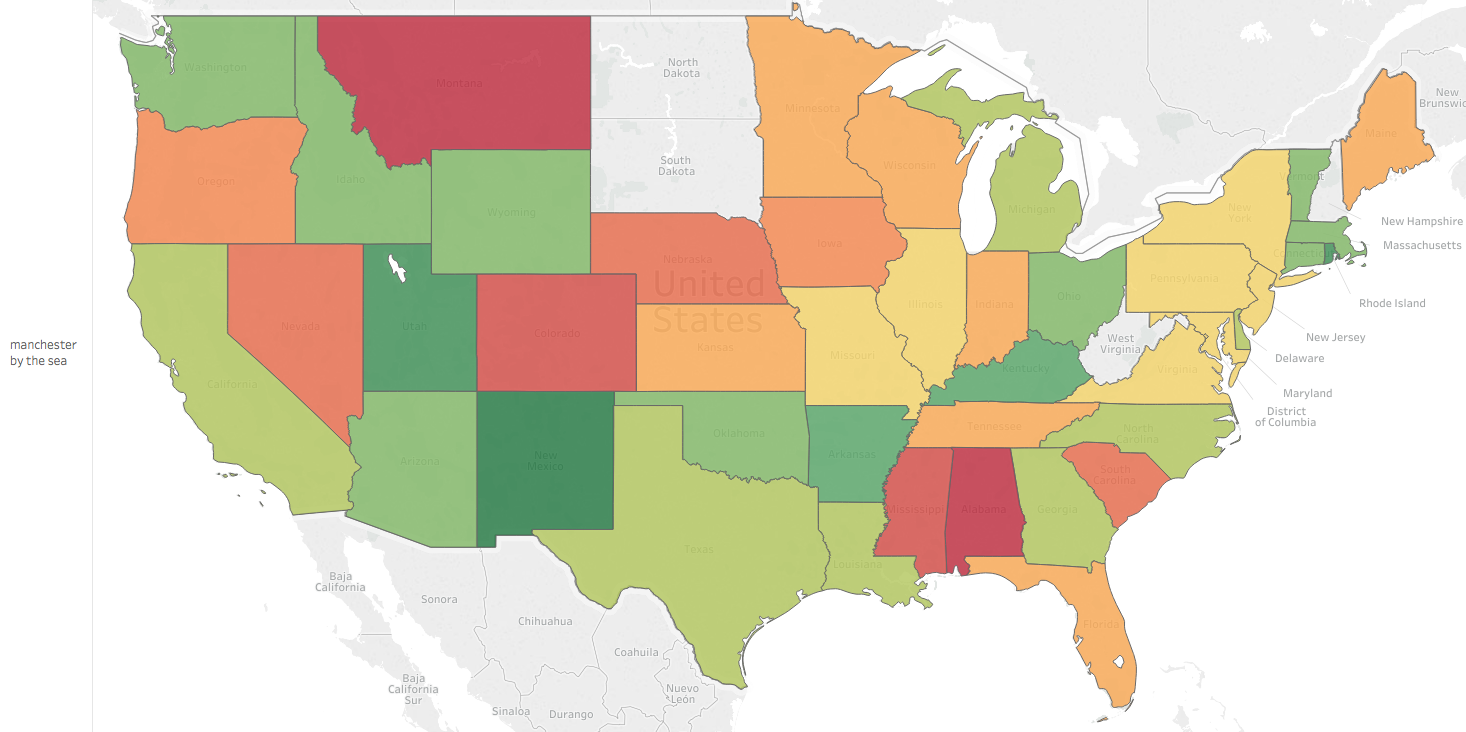 manchester
by the sea
Washington
Montana
North
Dakota
Minnesota
Maine
New
Brunswic
Oregon
Idaho
South
Dakota
Wisconsin
Vermont
Wyoming
Michigan
New
York
New Hampshire
Massachusetts
Connecticut
Nebraska
Iowa
Pennsylvania
United
States
Nevada
Utah
Colorado
Kansas
Missouri
Illinois
Indiana
Ohio
Rhode Island
West
Virginia
New Jersey
Delaware
California
Kentucky
Virginia
Maryland
District
of Columbia
Arizona
New
Mexico
Oklahoma
Arkansas
Tennessee
North
Carolina
South
Carolina
Mississippi
Alabama
Georgia
Texas
Louisiana
Florida
Baja
California
Sonora
Chihuahua
Coahuila
Baja
California
Sur
Nuevo
León
Sinaloa
Durango